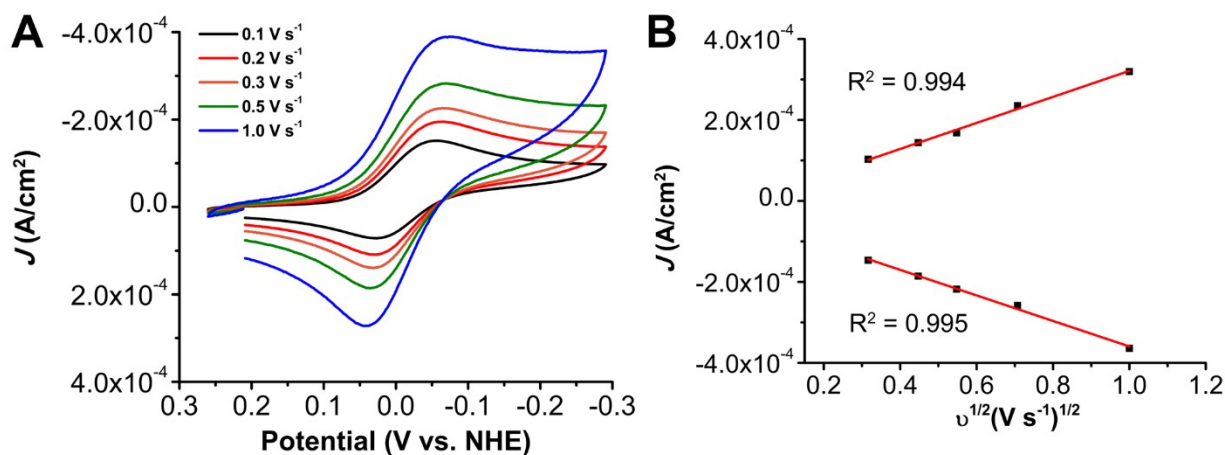 A
0.1 V s⁻¹
0.2 V s⁻¹
0.3 V s⁻¹
0.5 V s⁻¹
1.0 V s⁻¹
-4.0x10⁻⁴
-2.0x10⁻⁴
0.0
2.0x10⁻⁴
4.0x10⁻⁴
J (A/cm²)
0.3 0.2 0.1 0.0 -0.1 -0.2 -0.3
Potential (V vs. NHE)
B
4.0x10⁻⁴
2.0x10⁻⁴
0.0
-2.0x10⁻⁴
-4.0x10⁻⁴
J (A/cm²)
R² = 0.994
R² = 0.995
0.2 0.4 0.6 0.8 1.0 1.2
υ¹/²(V s⁻¹)¹/²